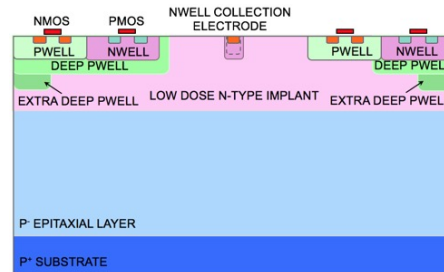 NMOS PMOS NWELL COLLECTION
ELECTRODE
PWELL NWELL PWELL NWELL
DEEP PWELL DEEP PWELL
EXTRA DEEP PWELL LOW DOSE N-TYPE IMPLANT EXTRA DEEP PWELL
P⁻ EPITAXIAL LAYER
P⁺ SUBSTRATE